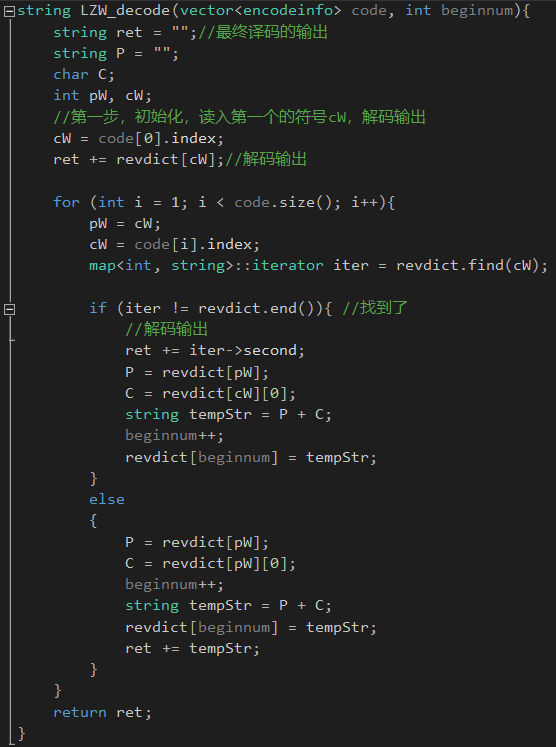 string LZW_decode(vector<encodeinfo> code, int beginnum){
    string ret = "";//最终译码的输出
    string P = "";
    char C;
    int pW, cW;
    //第一步，初始化，读入第一个的符号cW，解码输出
    cW = code[0].index;
    ret += revdict[cW];//解码输出

    for (int i = 1; i < code.size(); i++){
        pW = cW;
        cW = code[i].index;
        map<int, string>::iterator iter = revdict.find(cW);

        if (iter != revdict.end()){ //找到了
            //解码输出
            ret += iter->second;
            P = revdict[pW];
            C = revdict[cW][0];
            string tempStr = P + C;
            beginnum++;
            revdict[beginnum] = tempStr;
        }
        else
        {
            P = revdict[pW];
            C = revdict[pW][0];
            beginnum++;
            string tempStr = P + C;
            revdict[beginnum] = tempStr;
            ret += tempStr;
        }
    }
    return ret;
}